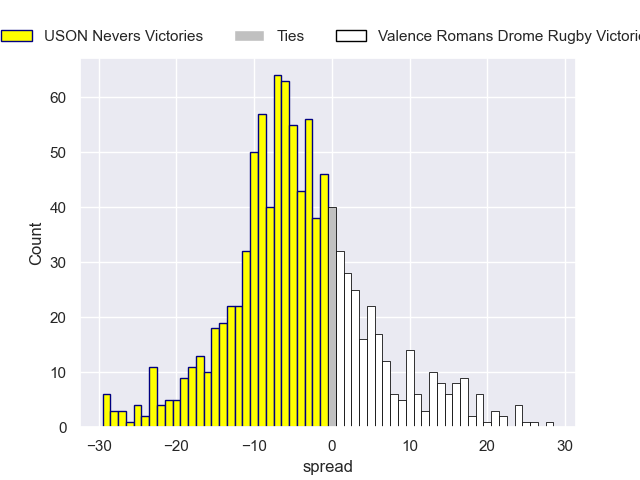 USON Nevers Victories Ties Valence Romans Drome Rugby Victorie
60
50
40
30
20
10
0
Count
−30 −20 −10 0 10 20 30
spread